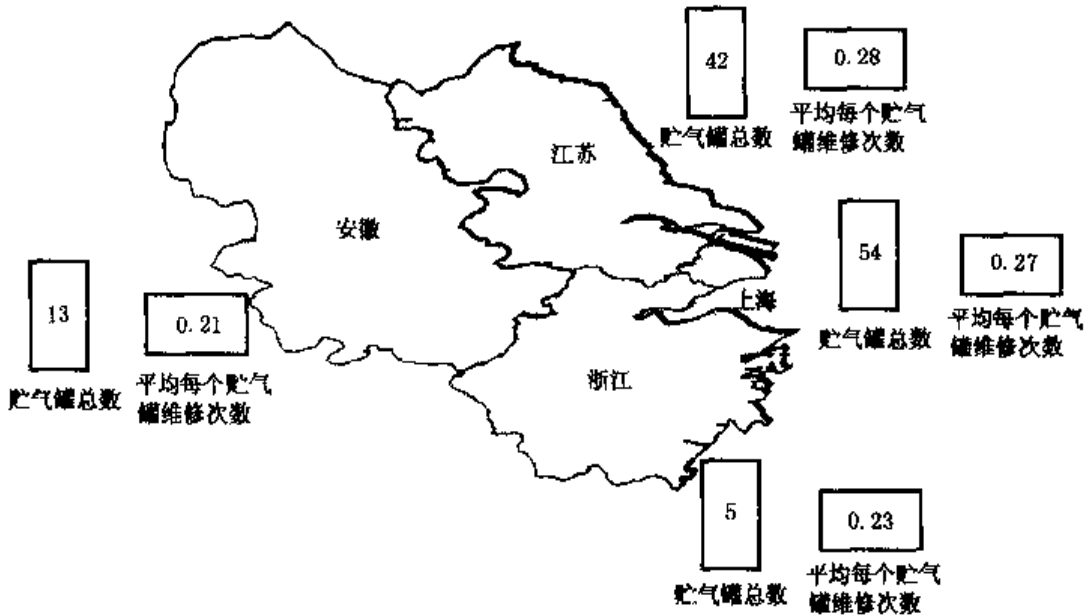 42
0.28
贮气罐总数
平均每个贮气
罐维修次数
江苏
安徽
54
0.27
贮气罐总数
平均每个贮气
罐维修次数
上海
13
0.21
贮气罐总数
平均每个贮气
罐维修次数
浙江
5
0.23
贮气罐总数
平均每个贮气
罐维修次数